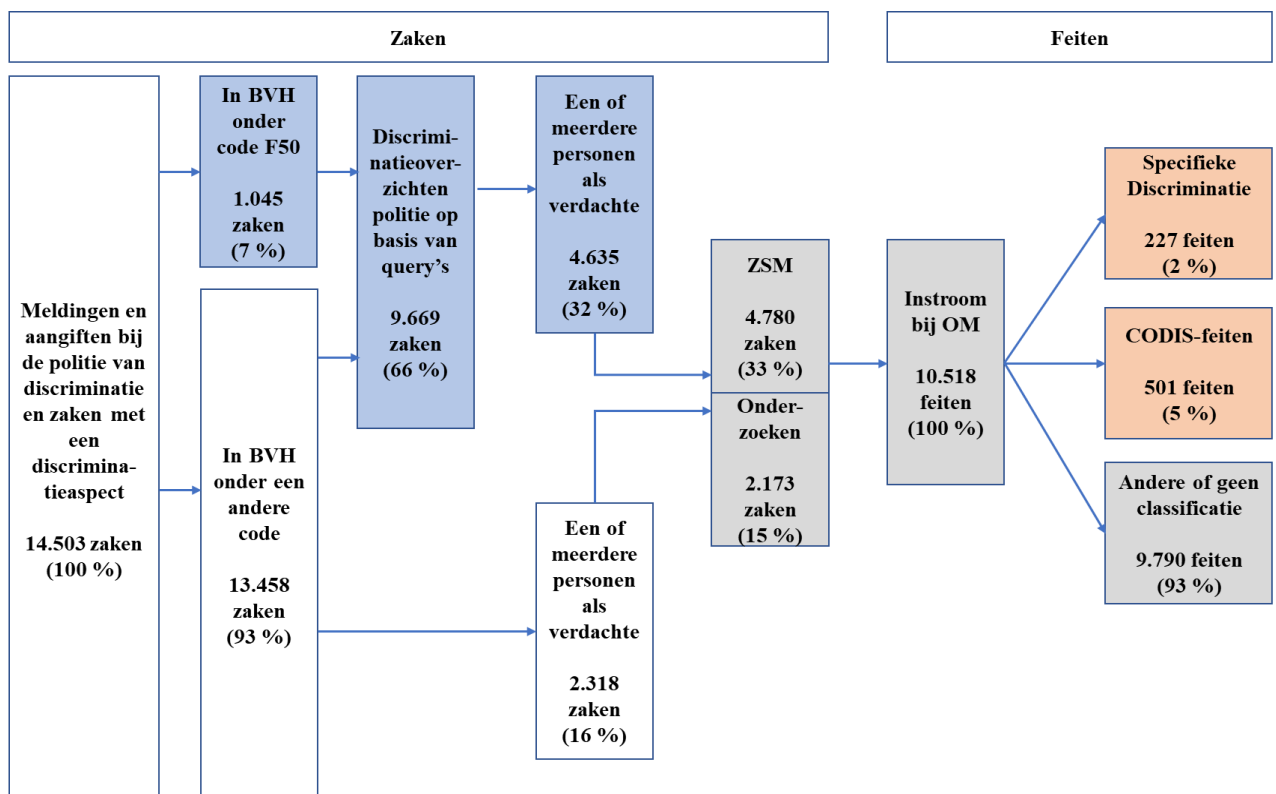 Zaken
Feiten
Meldingen en
aangiften bij
de politie van
discriminatie
en zaken met
een
discrimina-
tieaspect
14.503 zaken
(100 %)
In BVH
onder
code F50
1.045
zaken
(7 %)
In BVH
onder een
andere
code
13.458
zaken
(93 %)
Discrimi-
natieover-
zichten
politie op
basis van
query’s
9.669
zaken
(66 %)
Een of
meerdere
personen
als
verdachte
4.635
zaken
(32 %)
Een of
meerdere
personen
als
verdachte
2.318
zaken
(16 %)
ZSM
4.780
zaken
(33 %)
Onder-
zoeken
2.173
zaken
(15 %)
Instroom
bij OM
10.518
feiten
(100 %)
Specifieke
Discriminatie
227 feiten
(2 %)
CODIS-feiten
501 feiten
(5 %)
Andere of geen
classificatie
9.790 feiten
(93 %)